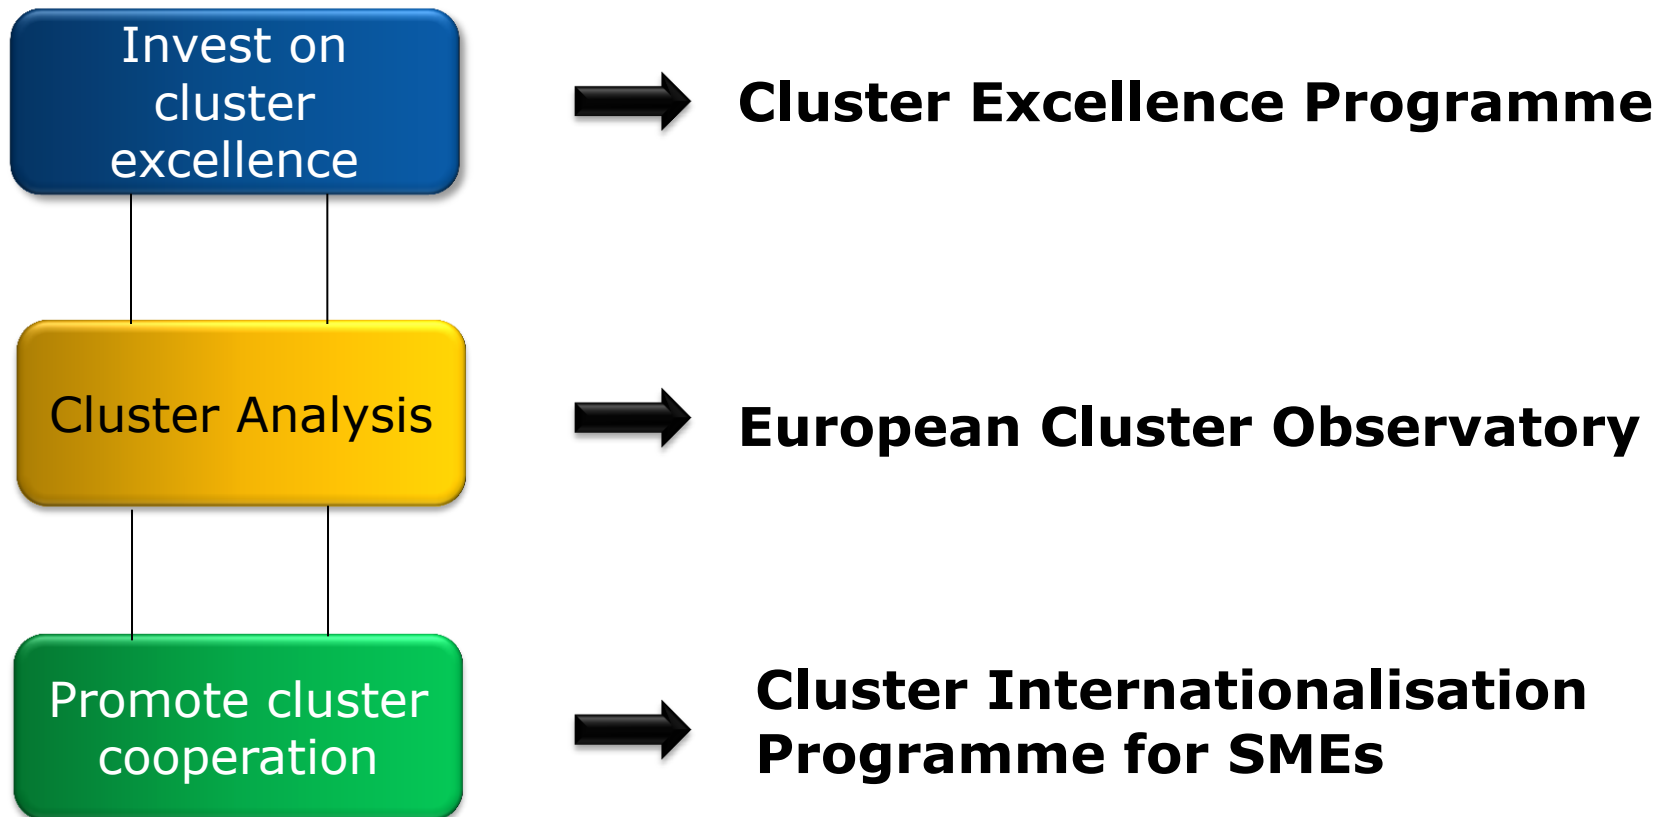 Invest on
cluster
excellence
Cluster Excellence Programme
Cluster Analysis
European Cluster Observatory
Promote cluster
cooperation
Cluster Internationalisation
Programme for SMEs